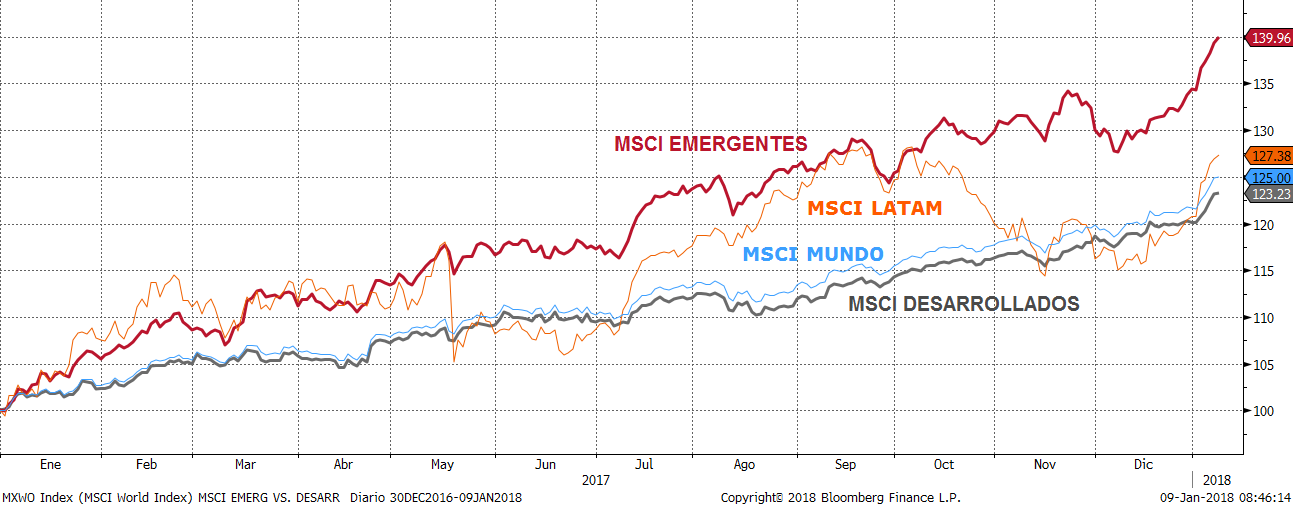 139.96
135
MSCI EMERGENTES
130
127.38
125.00
123.23
MSCI LATAM
120
MSCI MUNDO
115
MSCI DESARROLLADOS
110
105
100
Ene Feb Mar Abr May Jun Jul Ago Sep Oct Nov Dic
2017 2018
MXWO Index (MSCI World Index) MSCI EMERG VS. DESARR Diario 30DEC2016-09JAN2018 Copyright© 2018 Bloomberg Finance L.P. 09-Jan-2018 08:46:14